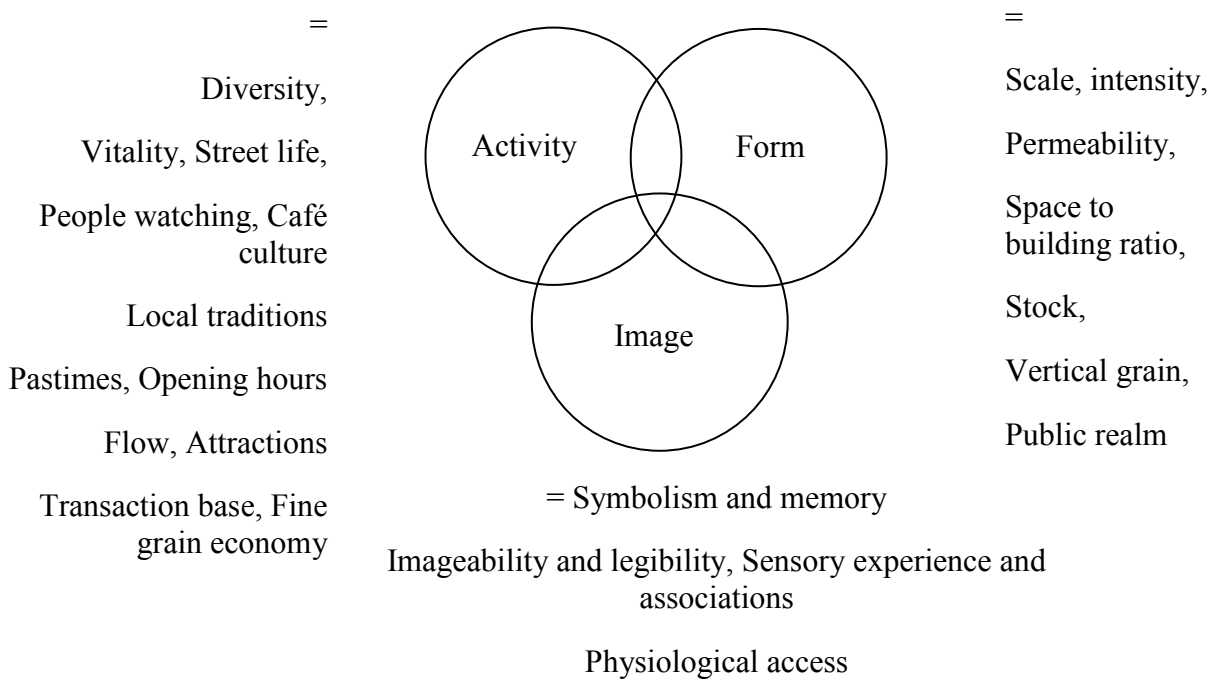 =
Diversity,
Vitality, Street life,
People watching, Café
culture
Local traditions
Pastimes, Opening hours
Flow, Attractions
Transaction base, Fine
grain economy
Activity
Form
Image
=
Scale, intensity,
Permeability,
Space to
building ratio,
Stock,
Vertical grain,
Public realm
= Symbolism and memory
Imageability and legibility, Sensory experience and
associations
Physiological access